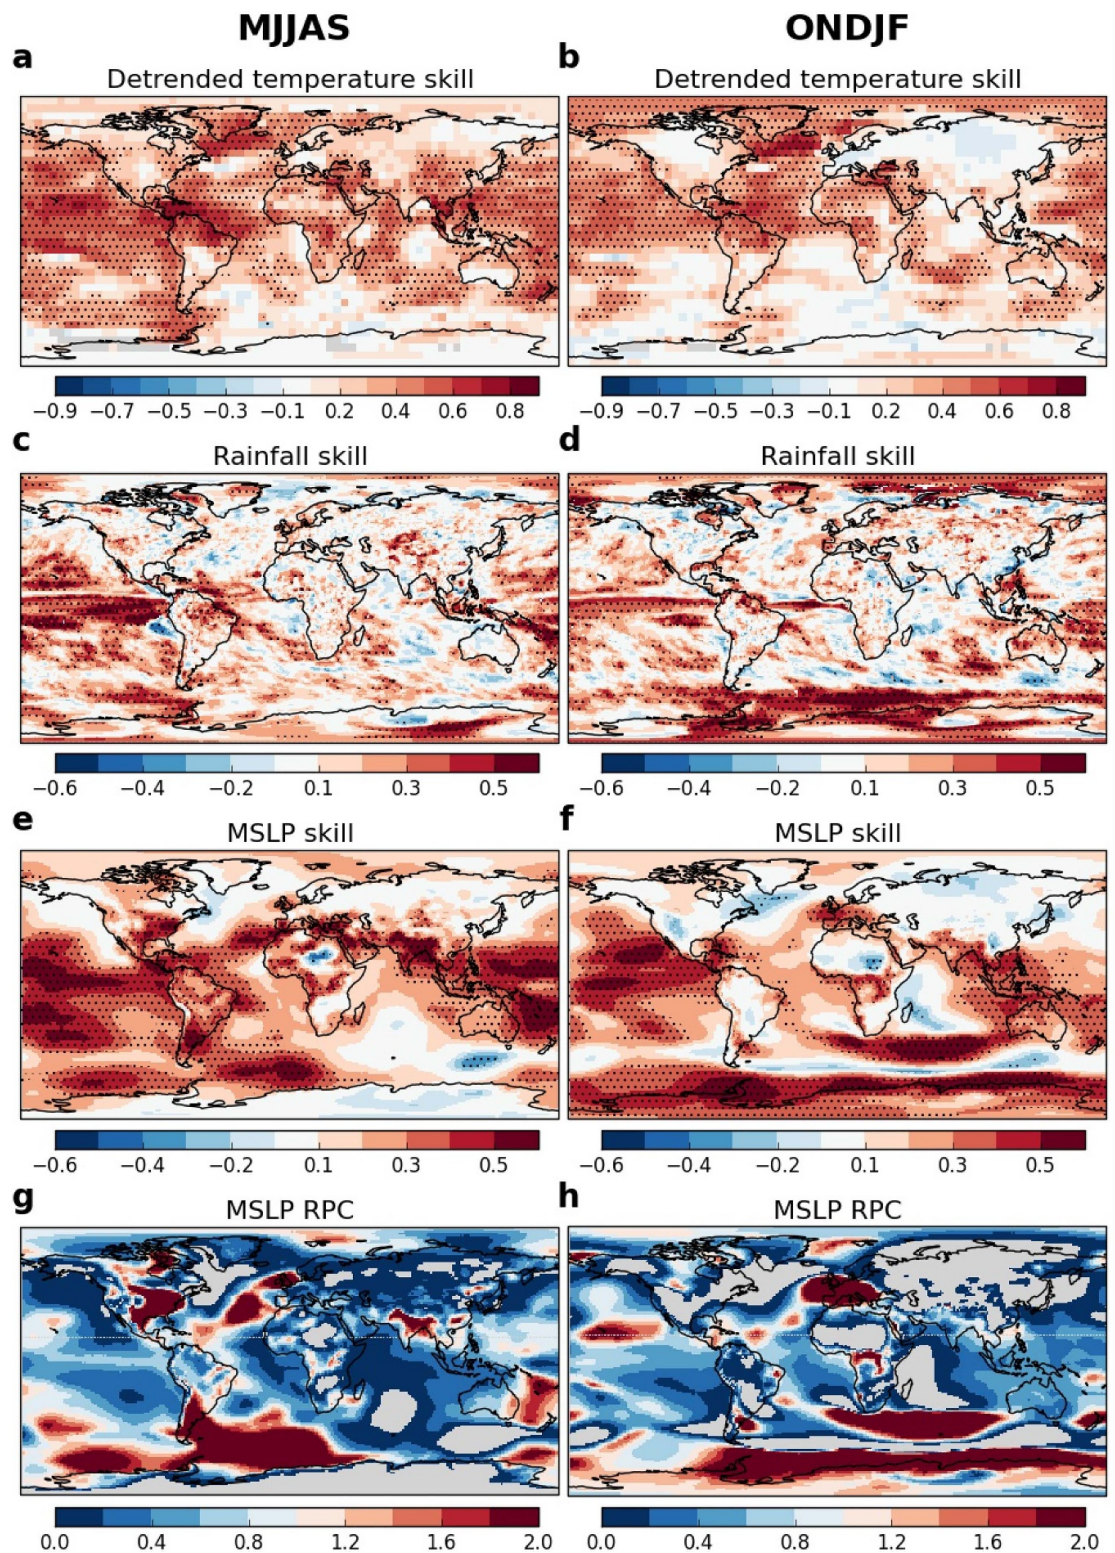 MJJAS ONDJF
a b
Detrended temperature skill Detrended temperature skill
−0.9 −0.7 −0.5 −0.3 −0.1 0.2 0.4 0.6 0.8 −0.9 −0.7 −0.5 −0.3 −0.1 0.2 0.4 0.6 0.8
c d
Rainfall skill Rainfall skill
−0.6 −0.4 −0.2 0.1 0.3 0.5 −0.6 −0.4 −0.2 0.1 0.3 0.5
e f
MSLP skill MSLP skill
−0.6 −0.4 −0.2 0.1 0.3 0.5 −0.6 −0.4 −0.2 0.1 0.3 0.5
g h
MSLP RPC MSLP RPC
0.0 0.4 0.8 1.2 1.6 2.0 0.0 0.4 0.8 1.2 1.6 2.0